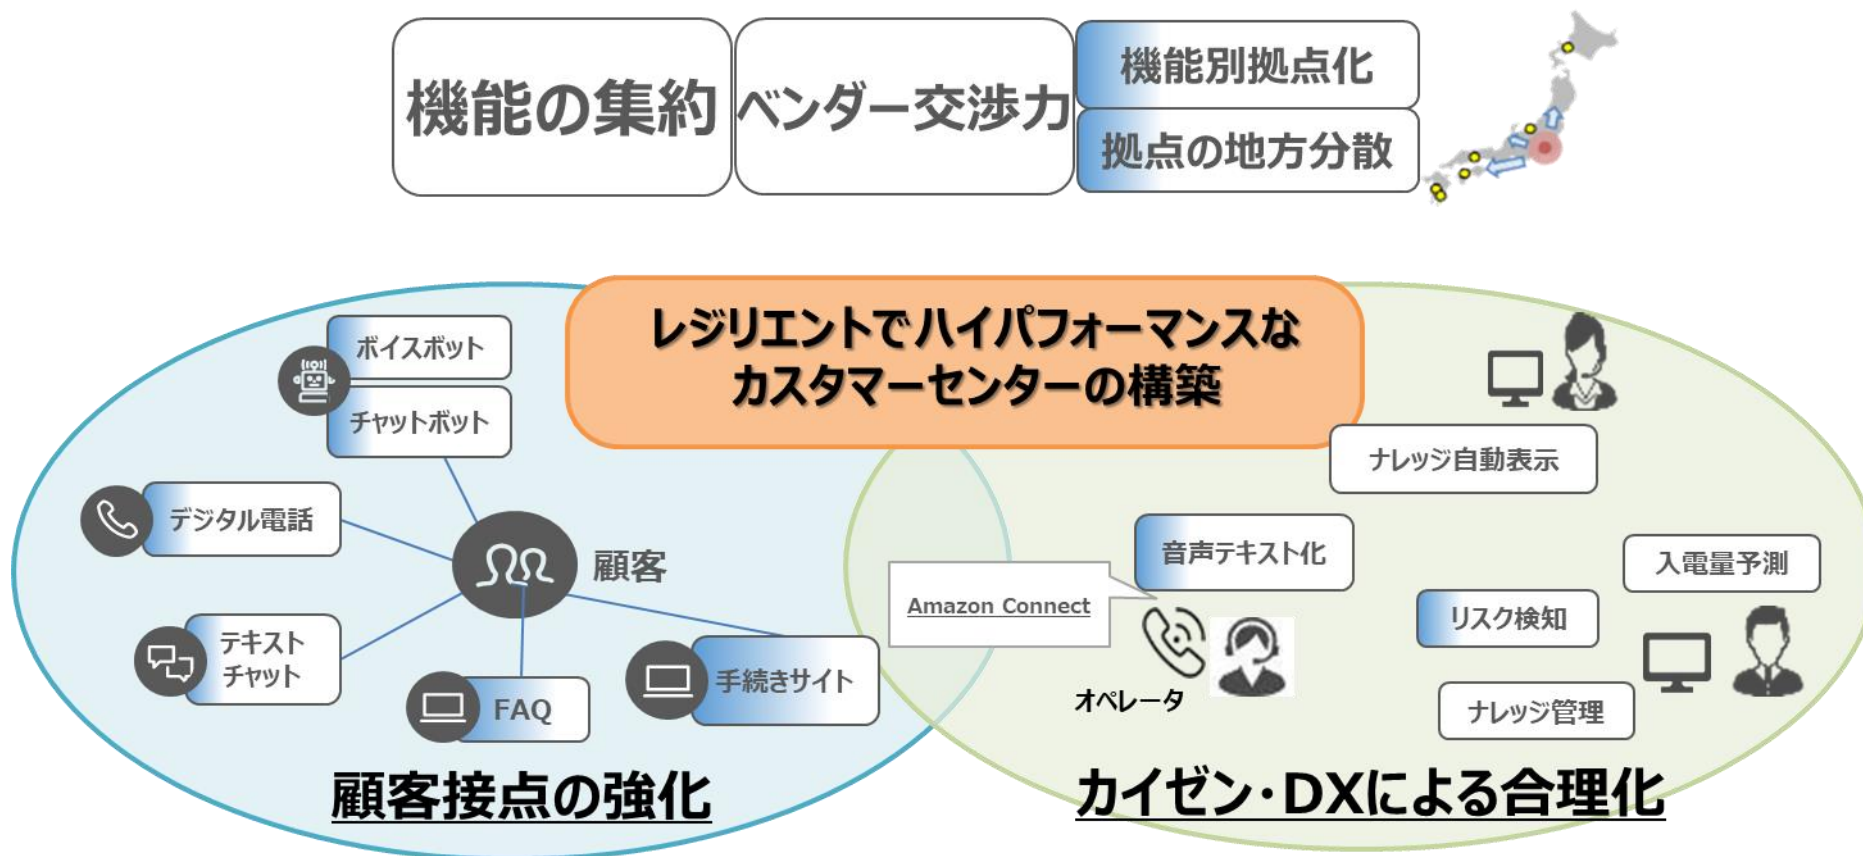 機能の集約
ベンダー交渉力
機能別拠点化
拠点の地方分散
レジリエントでハイパフォーマンスな
カスタマーセンターの構築
ボイスボット
チャットボット
デジタル電話
顧客
テキスト
チャット
FAQ
手続きサイト
顧客接点の強化
ナレッジ自動表示
音声テキスト化
Amazon Connect
オペレータ
入電量予測
リスク検知
ナレッジ管理
カイゼン・DXによる合理化